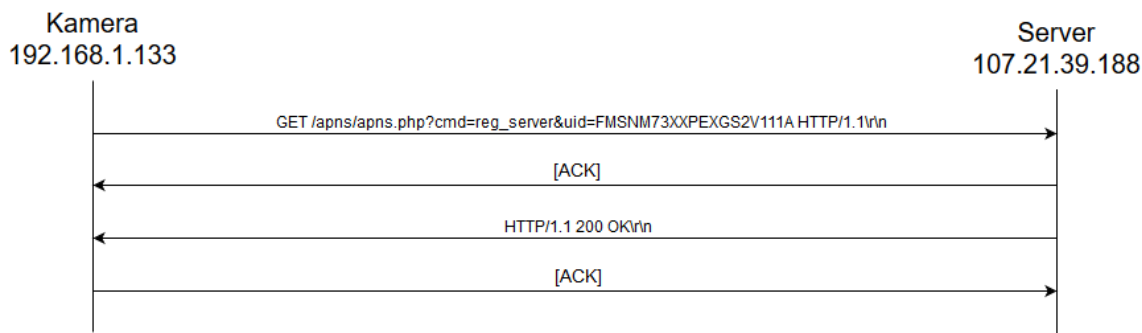 Kamera
192.168.1.133
Server
107.21.39.188
GET /apns/apns.php?cmd=reg_server&uid=FMSNM73XXPEXGS2V111A HTTP/1.1\r\n
[ACK]
HTTP/1.1 200 OK\r\n
[ACK]